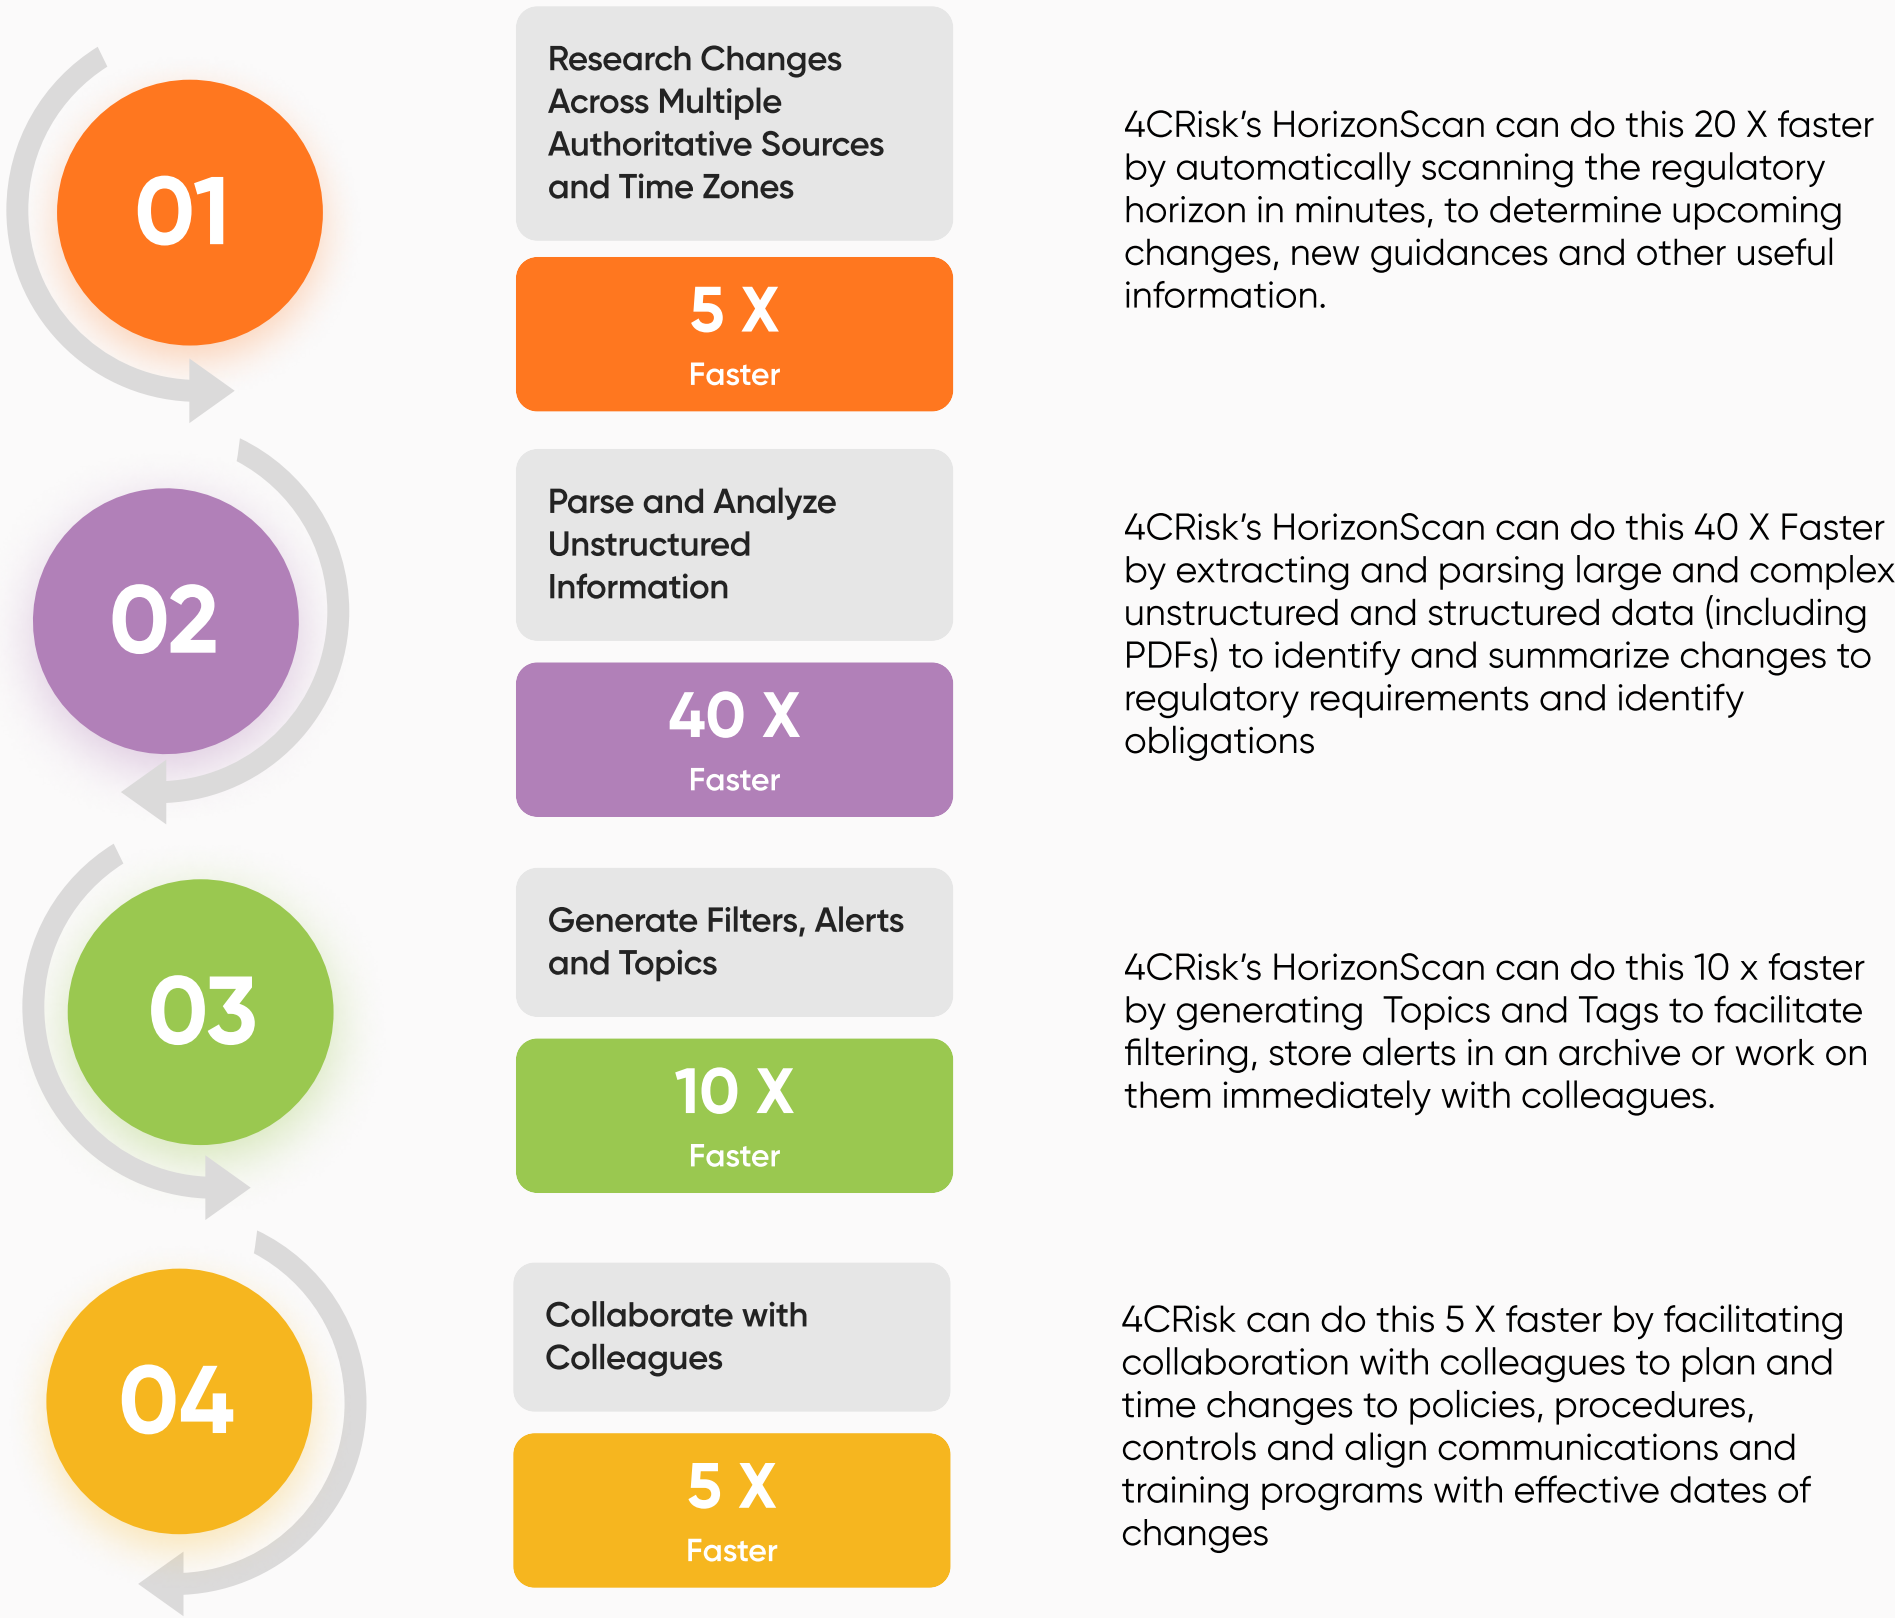 01
Research Changes
Across Multiple
Authoritative Sources
and Time Zones
5 X
Faster
4CRisk’s HorizonScan can do this 20 X faster
by automatically scanning the regulatory
horizon in minutes, to determine upcoming
changes, new guidances and other useful
information.
02
Parse and Analyze
Unstructured
Information
40 X
Faster
4CRisk’s HorizonScan can do this 40 X Faster
by extracting and parsing large and complex
unstructured and structured data (including
PDFs) to identify and summarize changes to
regulatory requirements and identify
obligations
03
Generate Filters, Alerts
and Topics
10 X
Faster
4CRisk’s HorizonScan can do this 10 x faster
by generating  Topics and Tags to facilitate
filtering, store alerts in an archive or work on
them immediately with colleagues.
04
Collaborate with
Colleagues
5 X
Faster
4CRisk can do this 5 X faster by facilitating
collaboration with colleagues to plan and
time changes to policies, procedures,
controls and align communications and
training programs with effective dates of
changes